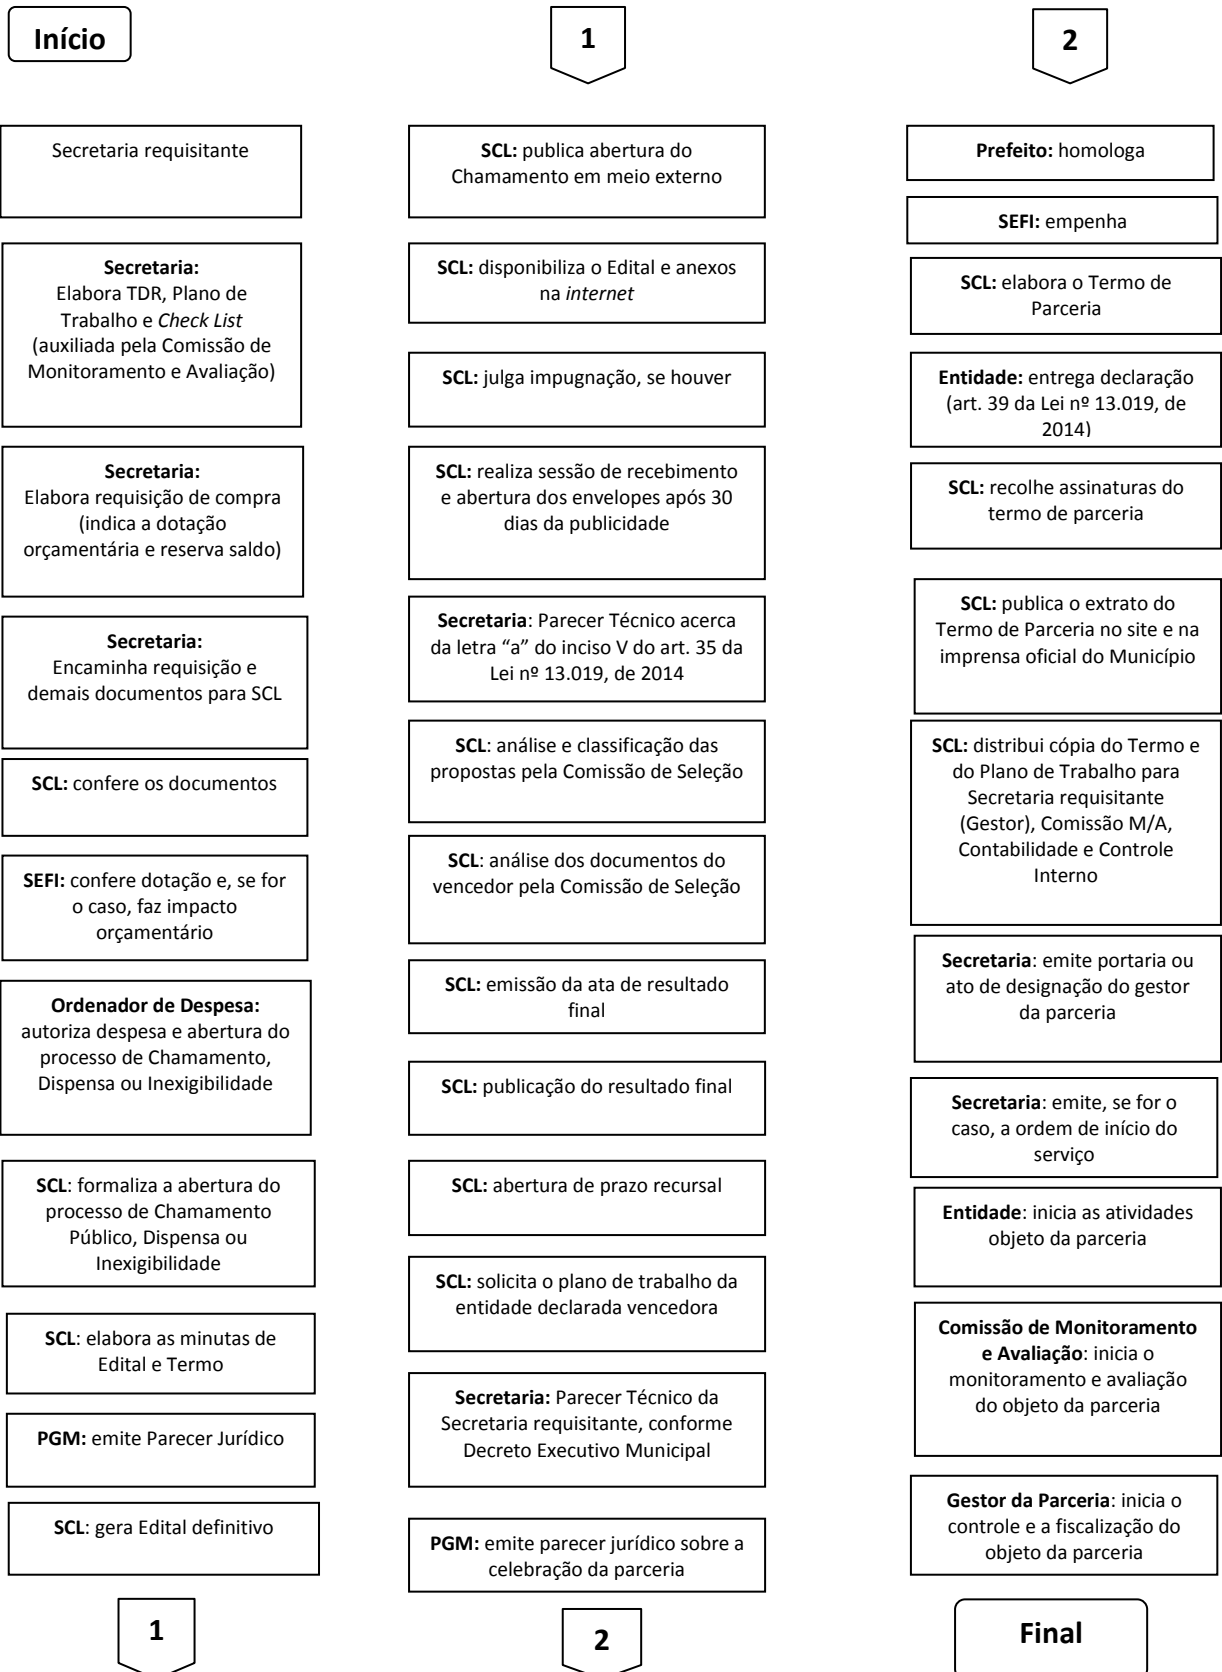 Início
Secretaria requisitante
Secretaria:
Elabora TDR, Plano de
Trabalho e Check List
(auxiliada pela Comissão de
Monitoramento e Avaliação)
Secretaria:
Elabora requisição de compra
(indica a dotação
orçamentária e reserva saldo)
Secretaria:
Encaminha requisição e
demais documentos para SCL
SCL: confere os documentos
SEFI: confere dotação e, se for
o caso, faz impacto
orçamentário
Ordenador de Despesa:
autoriza despesa e abertura do
processo de Chamamento,
Dispensa ou Inexigibilidade
SCL: formaliza a abertura do
processo de Chamamento
Público, Dispensa ou
Inexigibilidade
SCL: elabora as minutas de
Edital e Termo
PGM: emite Parecer Jurídico
SCL: gera Edital definitivo
1
1
SCL: publica abertura do
Chamamento em meio externo
SCL: disponibiliza o Edital e anexos
na internet
SCL: julga impugnação, se houver
SCL: realiza sessão de recebimento
e abertura dos envelopes após 30
dias da publicidade
Secretaria: Parecer Técnico acerca
da letra “a” do inciso V do art. 35 da
Lei nº 13.019, de 2014
SCL: análise e classificação das
propostas pela Comissão de Seleção
SCL: análise dos documentos do
vencedor pela Comissão de Seleção
SCL: emissão da ata de resultado
final
SCL: publicação do resultado final
SCL: abertura de prazo recursal
SCL: solicita o plano de trabalho da
entidade declarada vencedora
Secretaria: Parecer Técnico da
Secretaria requisitante, conforme
Decreto Executivo Municipal
PGM: emite parecer jurídico sobre a
celebração da parceria
2
2
Prefeito: homologa
SEFI: empenha
SCL: elabora o Termo de
Parceria
Entidade: entrega declaração
(art. 39 da Lei nº 13.019, de
2014)
SCL: recolhe assinaturas do
termo de parceria
SCL: publica o extrato do
Termo de Parceria no site e na
imprensa oficial do Município
SCL: distribui cópia do Termo e
do Plano de Trabalho para
Secretaria requisitante
(Gestor), Comissão M/A,
Contabilidade e Controle
Interno
Secretaria: emite portaria ou
ato de designação do gestor
da parceria
Secretaria: emite, se for o
caso, a ordem de início do
serviço
Entidade: inicia as atividades
objeto da parceria
Comissão de Monitoramento
e Avaliação: inicia o
monitoramento e avaliação
do objeto da parceria
Gestor da Parceria: inicia o
controle e a fiscalização do
objeto da parceria
Final